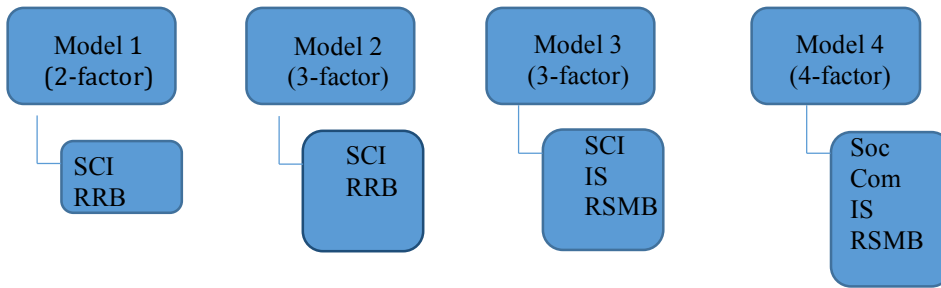 Model 1
(2-factor)
Model 2
(3-factor)
Model 3
(3-factor)
Model 4
(4-factor)
SCI
RRB
SCI
RRB
SCI
IS
RSMB
Soc
Com
IS
RSMB